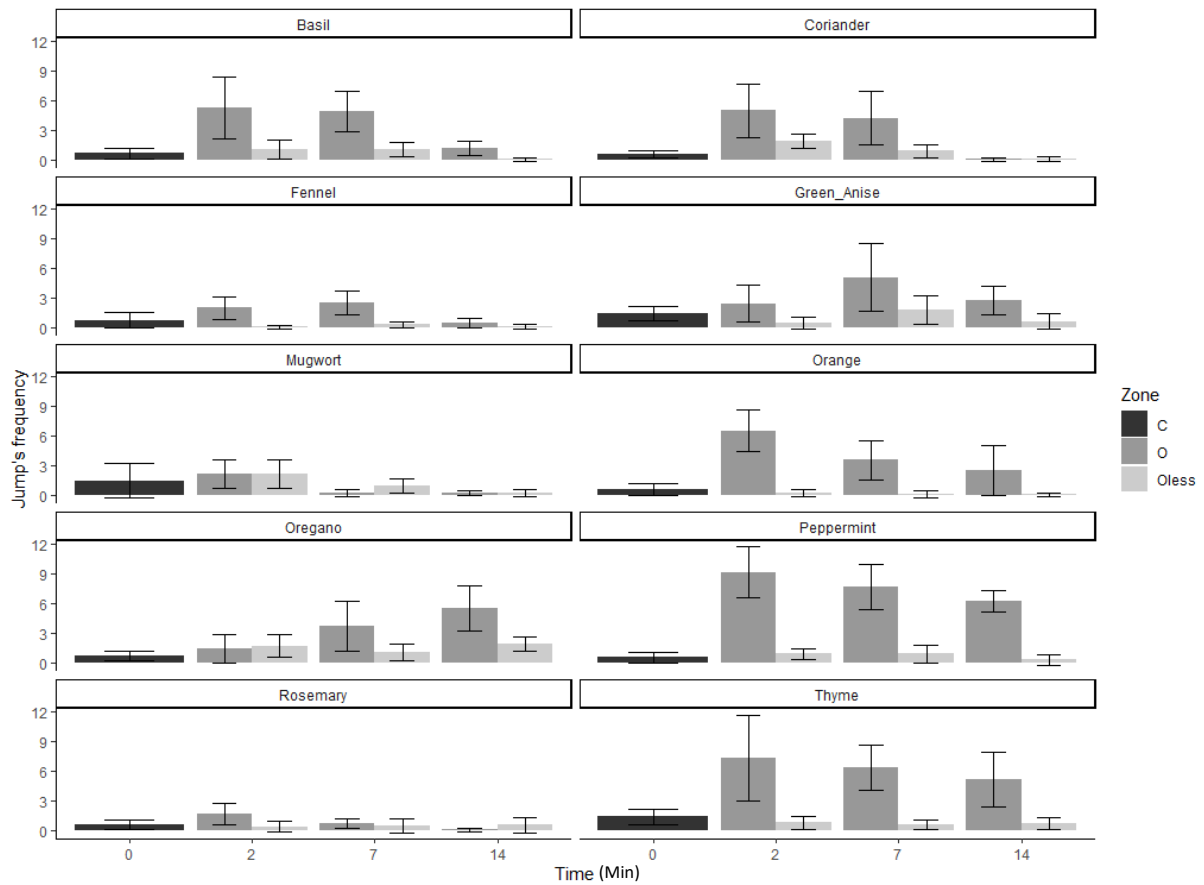 Basil
Coriander
12
9
6
3
0
Fennel
Green_Anise
12
9
6
3
0
Mugwort
Orange
12
9
6
3
0
Oregano
Peppermint
12
9
6
3
0
Rosemary
Thyme
12
9
6
3
0
0 2 7 14
0 2 7 14
Time (Min)
Jump's frequency
Zone
C
O
Oless